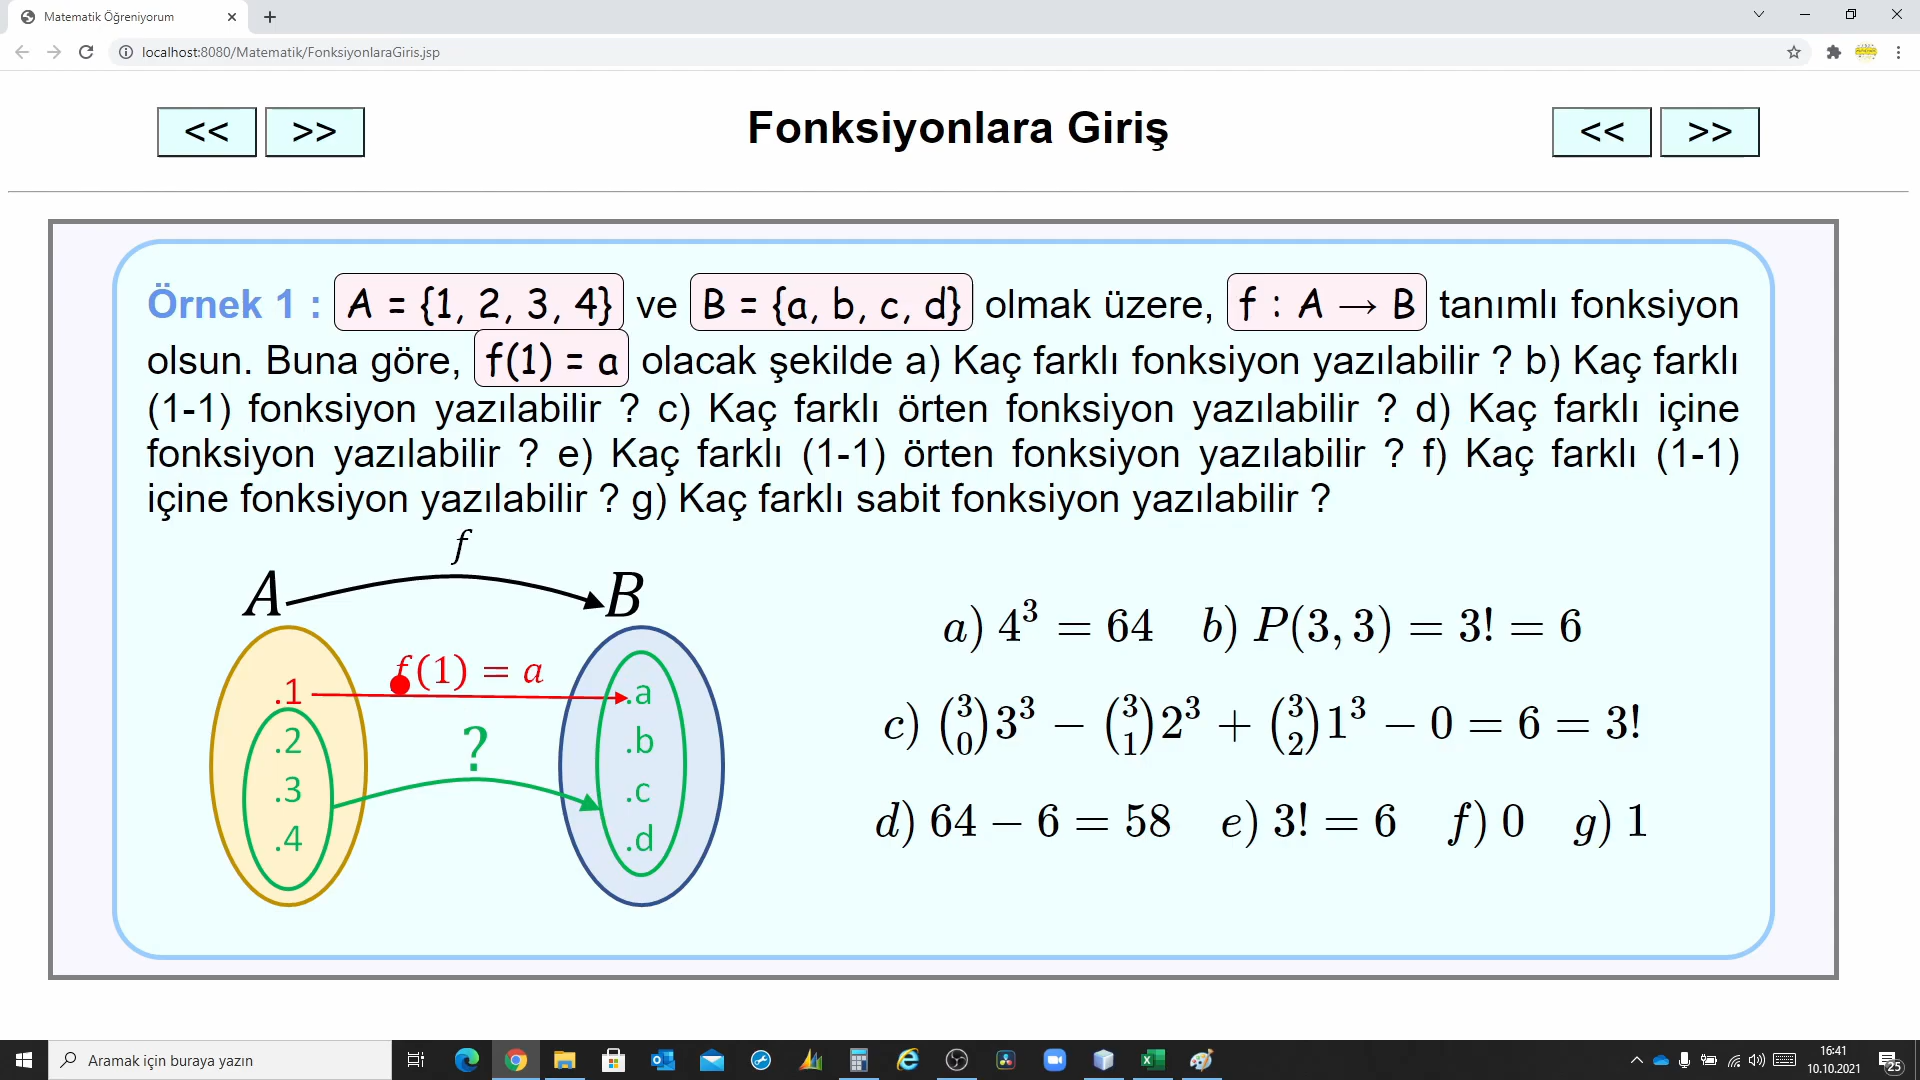 Matematik Öğreniyorum
localhost:8080/Matematik/FonksiyonlaraGiris.jsp
<< >> Fonksiyonlara Giriş << >>
Örnek 1 : A = {1, 2, 3, 4} ve B = {a, b, c, d} olmak üzere, f : A → B tanımlı fonksiyon
olsun. Buna göre, f(1) = a olacak şekilde a) Kaç farklı fonksiyon yazılabilir ? b) Kaç farklı
(1-1) fonksiyon yazılabilir ? c) Kaç farklı örten fonksiyon yazılabilir ? d) Kaç farklı içine
fonksiyon yazılabilir ? e) Kaç farklı (1-1) örten fonksiyon yazılabilir ? f) Kaç farklı (1-1)
içine fonksiyon yazılabilir ? g) Kaç farklı sabit fonksiyon yazılabilir ?
f
A B
f(1) = a
.1 .a
.2 ? .b
.3 .c
.4 .d
a) 4³ = 64 b) P(3, 3) = 3! = 6
c) (3 0)3³ − (3 1)2³ + (3 2)1³ − 0 = 6 = 3!
d) 64 − 6 = 58 e) 3! = 6 f) 0 g) 1
Aramak için buraya yazın
16:41
10.10.2021
25